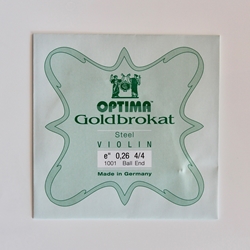 OPTIMA
Goldbrokat
Steel
VIOLIN
e" 0,26 4/4
1001 Ball End
Made in Germany